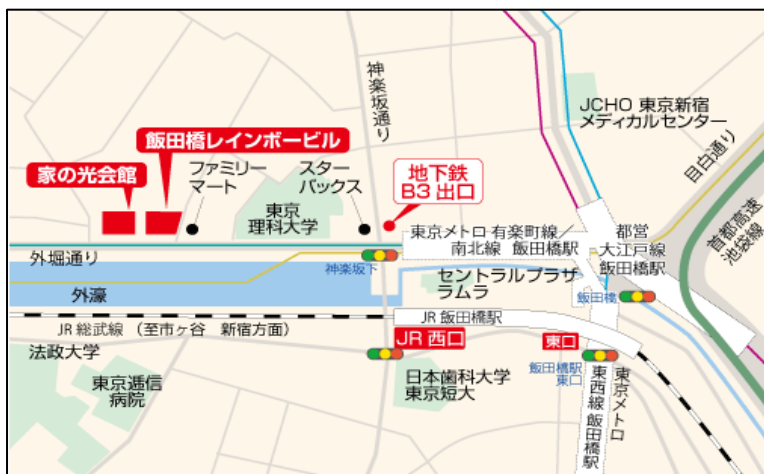 神楽坂通り
JCHO 東京新宿
メディカルセンター
目白通り
首都高速
池袋線
飯田橋レインボービル
家の光会館
ファミリー
マート
スター
バックス
地下鉄
B3 出口
東京
理科大学
東京メトロ・有楽町線／
南北線 飯田橋駅
都営
大江戸線
飯田橋駅
外堀通り
神楽坂下
セントラルプラザ
ラムラ
飯田橋
外濠
JR 飯田橋駅
JR 総武線 （至市ヶ谷 新宿方面）
JR 西口
東口
法政大学
東京逓信
病院
日本歯科大学
東京短大
飯田橋駅
東口
東京メトロ
東西線 飯田橋駅